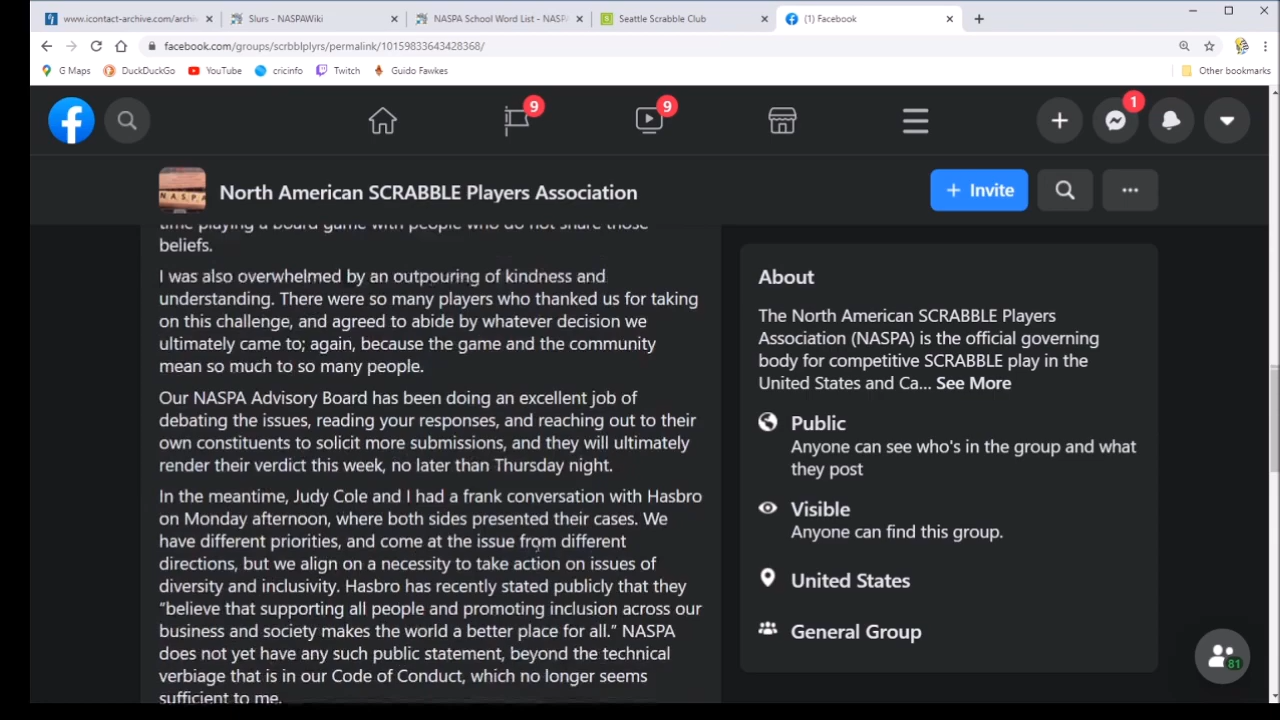 www.icontact-archive.com/archi
Slurs - NASPAWiki
NASPA School Word List - NASPA
Seattle Scrabble Club
(1) Facebook
facebook.com/groups/scrbblplyrs/permalink/10159833643428368/
G Maps
DuckDuckGo
YouTube
cricinfo
Twitch
Guido Fawkes
Other bookmarks
9
9
1
North American SCRABBLE Players Association
Invite
time playing a board game with people who do not share those
beliefs.
I was also overwhelmed by an outpouring of kindness and
understanding. There were so many players who thanked us for taking
on this challenge, and agreed to abide by whatever decision we
ultimately came to; again, because the game and the community
mean so much to so many people.
Our NASPA Advisory Board has been doing an excellent job of
debating the issues, reading your responses, and reaching out to their
own constituents to solicit more submissions, and they will ultimately
render their verdict this week, no later than Thursday night.
In the meantime, Judy Cole and I had a frank conversation with Hasbro
on Monday afternoon, where both sides presented their cases. We
have different priorities, and come at the issue from different
directions, but we align on a necessity to take action on issues of
diversity and inclusivity. Hasbro has recently stated publicly that they
“believe that supporting all people and promoting inclusion across our
business and society makes the world a better place for all.” NASPA
does not yet have any such public statement, beyond the technical
verbiage that is in our Code of Conduct, which no longer seems
sufficient to me.
About
The North American SCRABBLE Players
Association (NASPA) is the official governing
body for competitive SCRABBLE play in the
United States and Ca... See More
Public
Anyone can see who's in the group and what
they post
Visible
Anyone can find this group.
United States
General Group
81